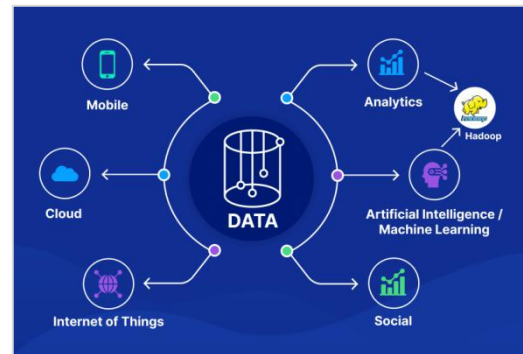 Mobile
Analytics
Hadoop
DATA
Cloud
Artificial Intelligence /
Machine Learning
Internet of Things
Social